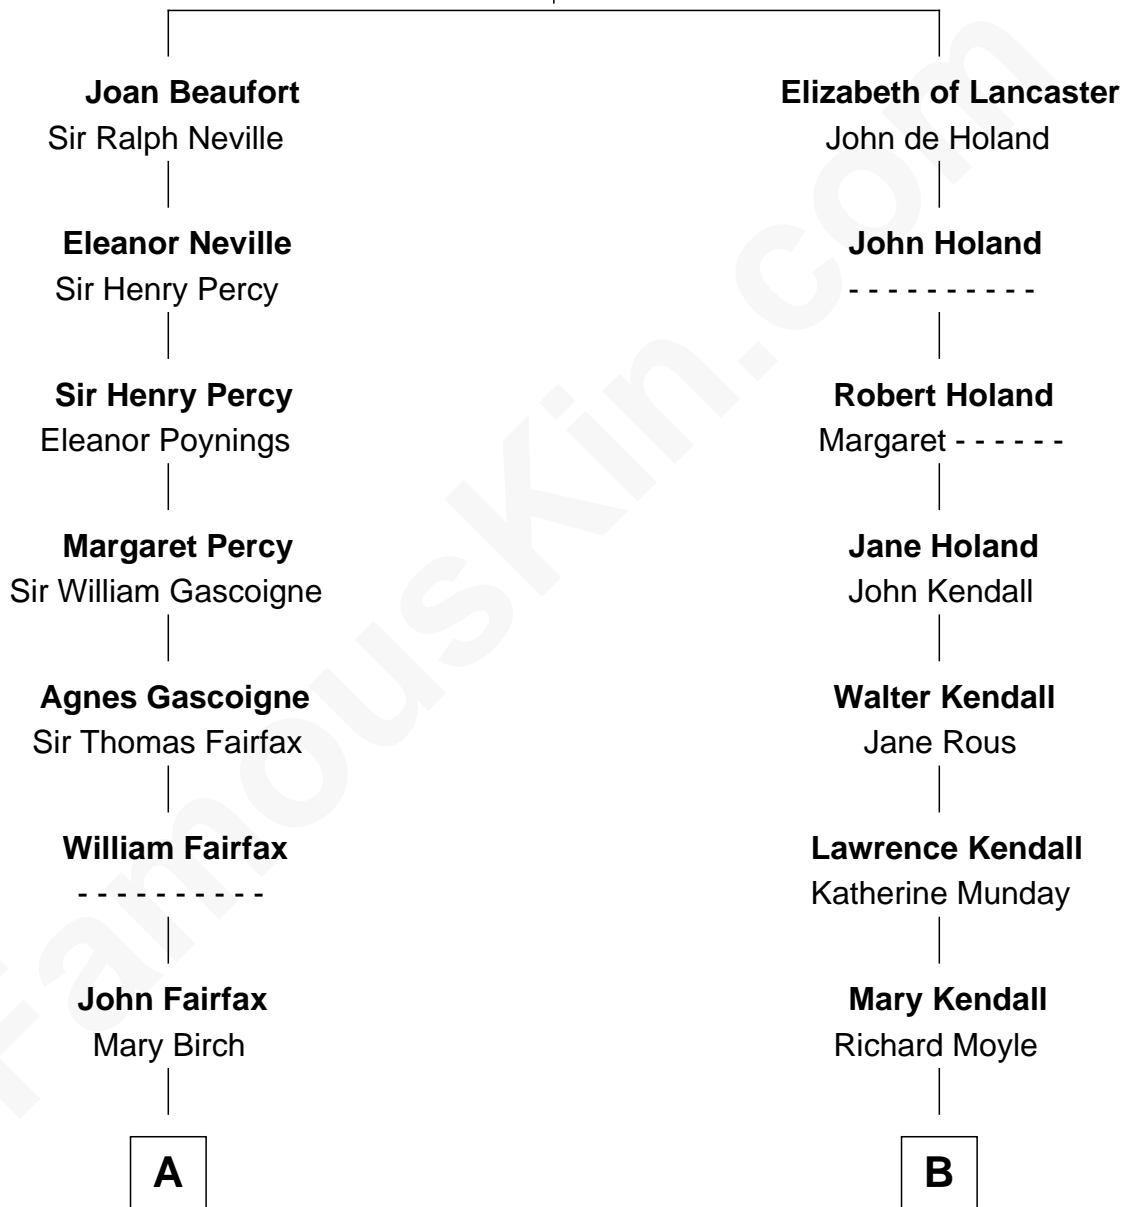 Joan Beaufort
Sir Ralph Neville
Elizabeth of Lancaster
John de Holand
Eleanor Neville
Sir Henry Percy
John Holand
- - - - - - - - - -
Sir Henry Percy
Eleanor Poynings
Robert Holand
Margaret - - - - - -
Margaret Percy
Sir William Gascoigne
Jane Holand
John Kendall
Agnes Gascoigne
Sir Thomas Fairfax
Walter Kendall
Jane Rous
William Fairfax
- - - - - - - - - -
Lawrence Kendall
Katherine Munday
John Fairfax
Mary Birch
Mary Kendall
Richard Moyle
A
B
FamousKin.com